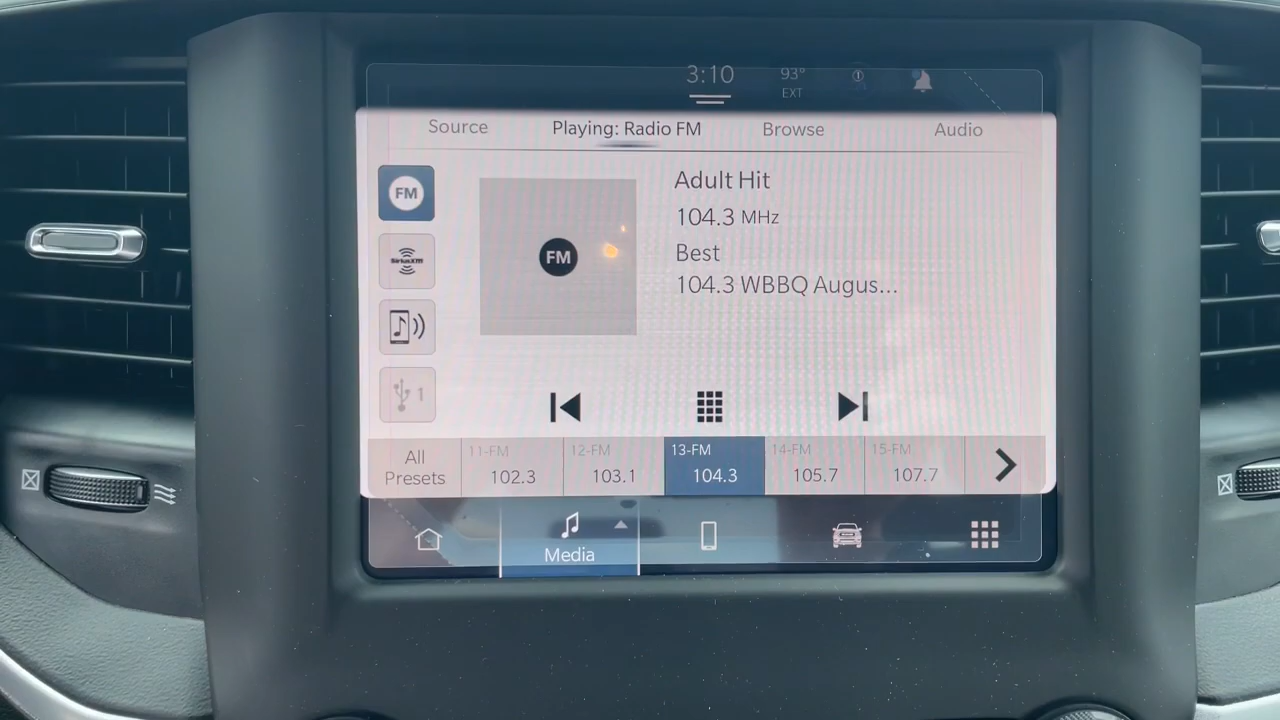 3:10
93°
EXT
Source
Playing: Radio FM
Browse
Audio
FM
SiriusXM
1
FM
Adult Hit
104.3 MHz
Best
104.3 WBBQ Augus...
All
Presets
11-FM
102.3
12-FM
103.1
13-FM
104.3
14-FM
105.7
15-FM
107.7
Media